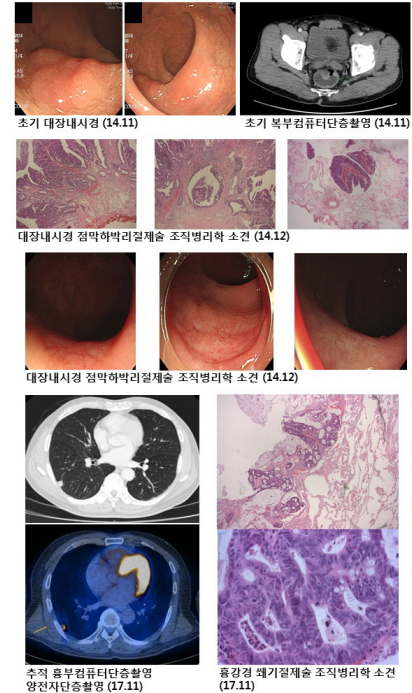 초기 대장내시경 (14.11)
초기 복부컴퓨터단층촬영 (14.11)
대장내시경 점막하박리절제술 조직병리학 소견 (14.12)
대장내시경 점막하박리절제술 조직병리학 소견 (14.12)
추적 흉부컴퓨터단층촬영
양전자단층촬영 (17.11)
흉강경 쐐기절제술 조직병리학 소견
(17.11)